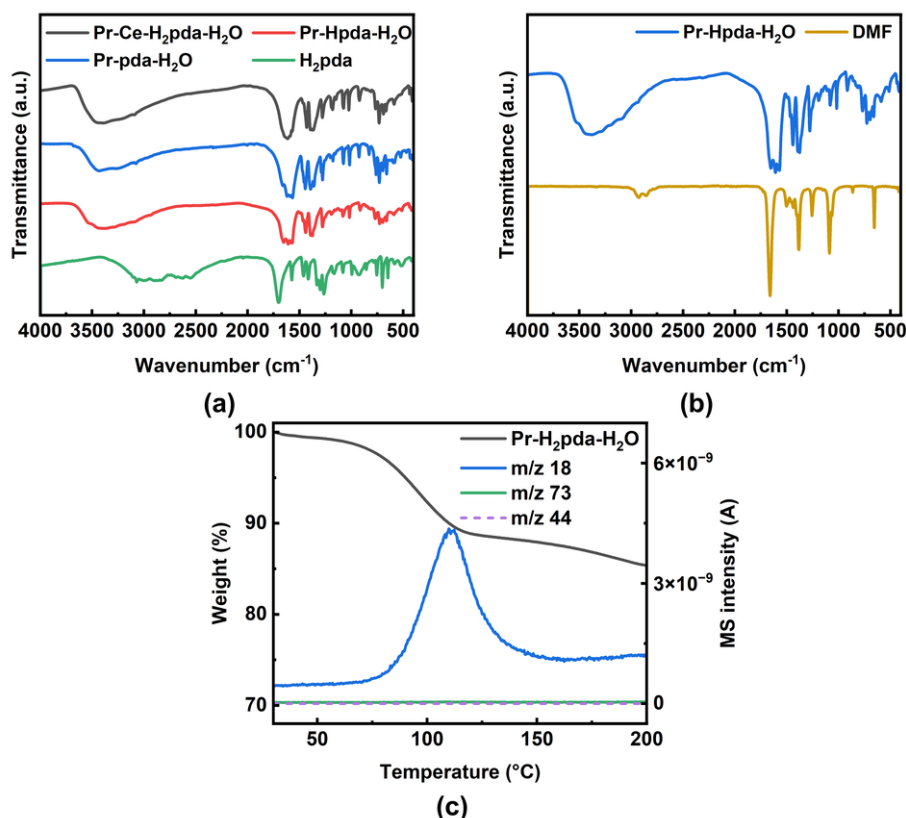 Pr-Ce-H₂pda-H₂O Pr-Hpda-H₂O
Pr-pda-H₂O H₂pda
Transmittance (a.u.)
4000 3500 3000 2500 2000 1500 1000 500
Wavenumber (cm⁻¹)
(a)
Pr-Hpda-H₂O DMF
Transmittance (a.u.)
4000 3500 3000 2500 2000 1500 1000 500
Wavenumber (cm⁻¹)
(b)
Pr-H₂pda-H₂O
m/z 18
m/z 73
m/z 44
100
90
80
70
Weight (%)
6×10⁻⁹
3×10⁻⁹
0
MS intensity (A)
50 100 150 200
Temperature (°C)
(c)